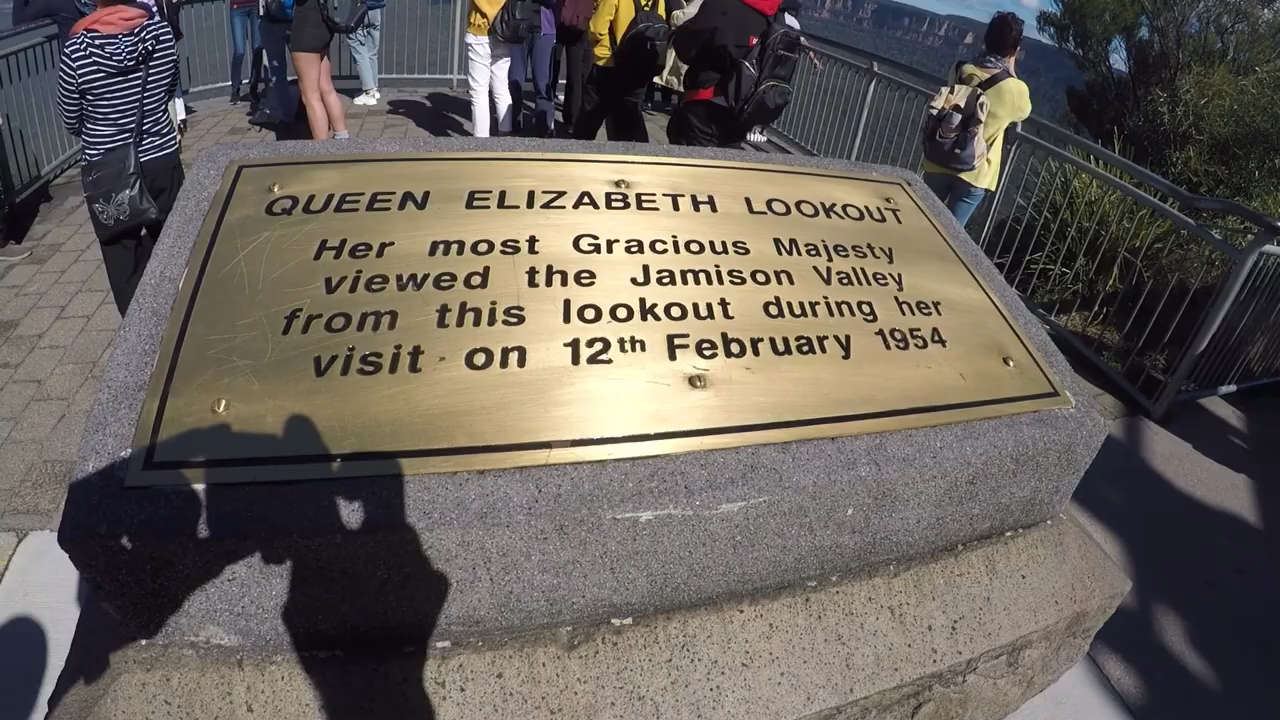 QUEEN ELIZABETH LOOKOUT
Her most Gracious Majesty
viewed the Jamison Valley
from this lookout during her
visit on 12th February 1954